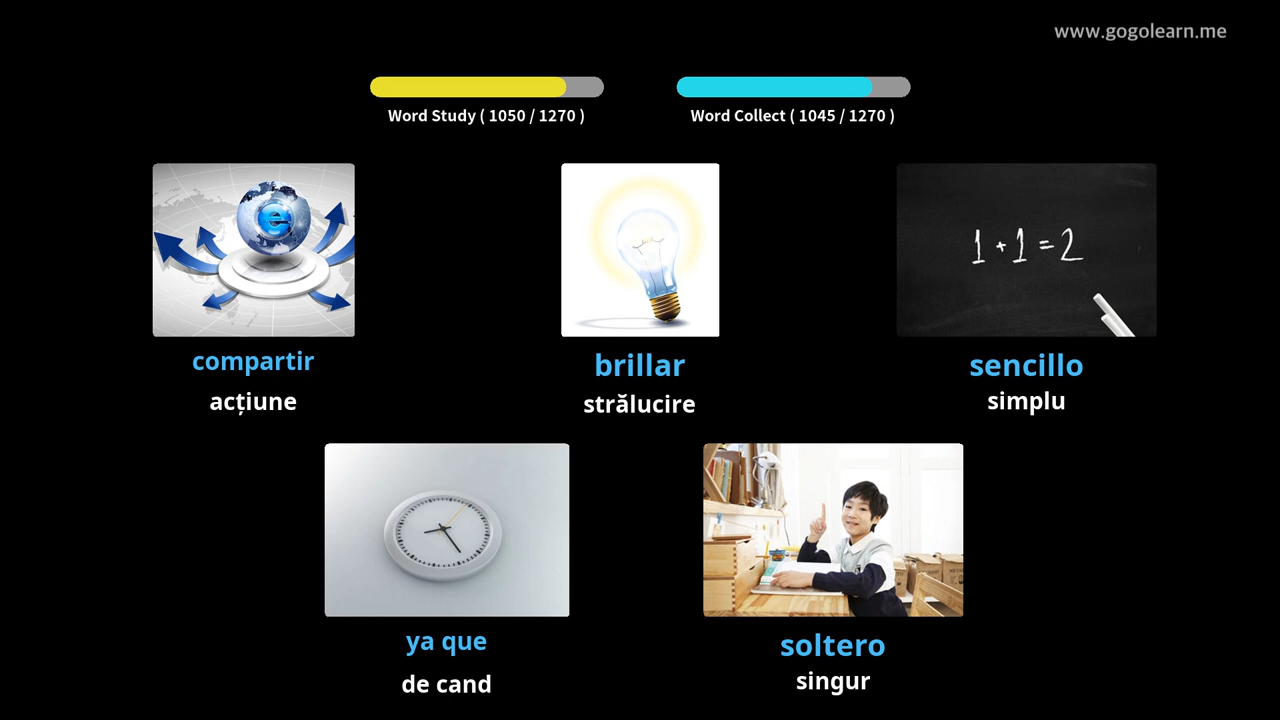 www.gogolearn.me
Word Study ( 1050 / 1270 )
Word Collect ( 1045 / 1270 )
e
1 + 1 = 2
compartir
acțiune
brillar
strălucire
sencillo
simplu
ya que
de cand
soltero
singur